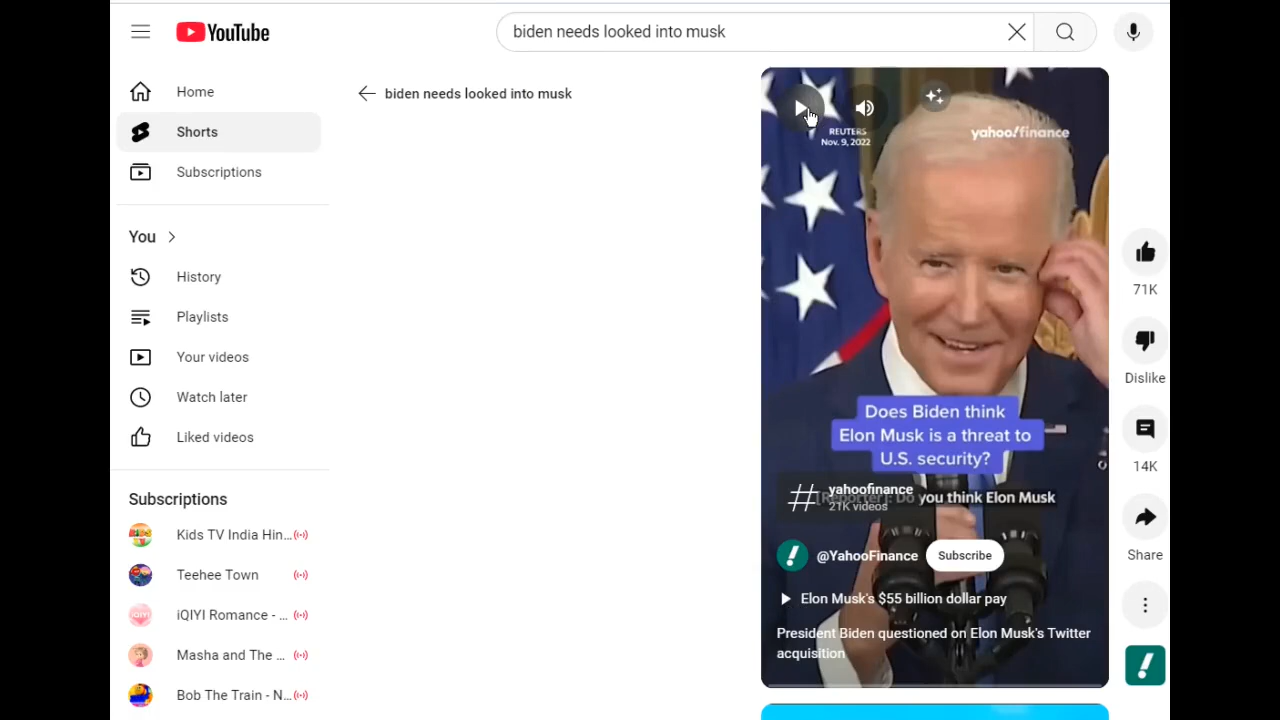 YouTube
biden needs looked into musk
Home
Shorts
Subscriptions
You
History
Playlists
Your videos
Watch later
Liked videos
Subscriptions
Kids TV India Hin...
Teehee Town
iQIYI Romance - ...
Masha and The ...
Bob The Train - N...
biden needs looked into musk
REUTERS
Nov. 9, 2022
yahoo!finance
Does Biden think
Elon Musk is a threat to
U.S. security?
yahoofinance
[Reporter]: Do you think Elon Musk
21K videos
@YahooFinance
Subscribe
Elon Musk's $55 billion dollar pay
President Biden questioned on Elon Musk's Twitter
acquisition
71K
Dislike
14K
Share